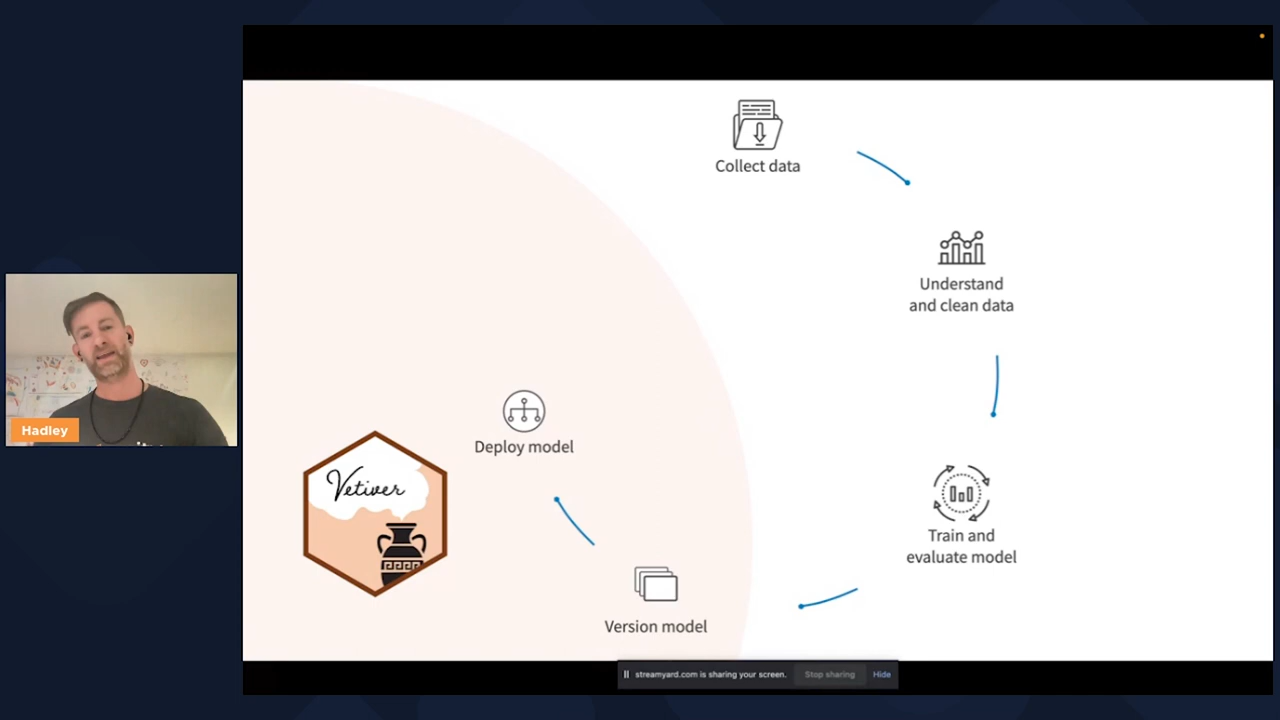 Collect data
Understand
and clean data
Train and
evaluate model
Version model
Deploy model
Vetiver
Hadley
streamyard.com is sharing your screen.
Stop sharing
Hide